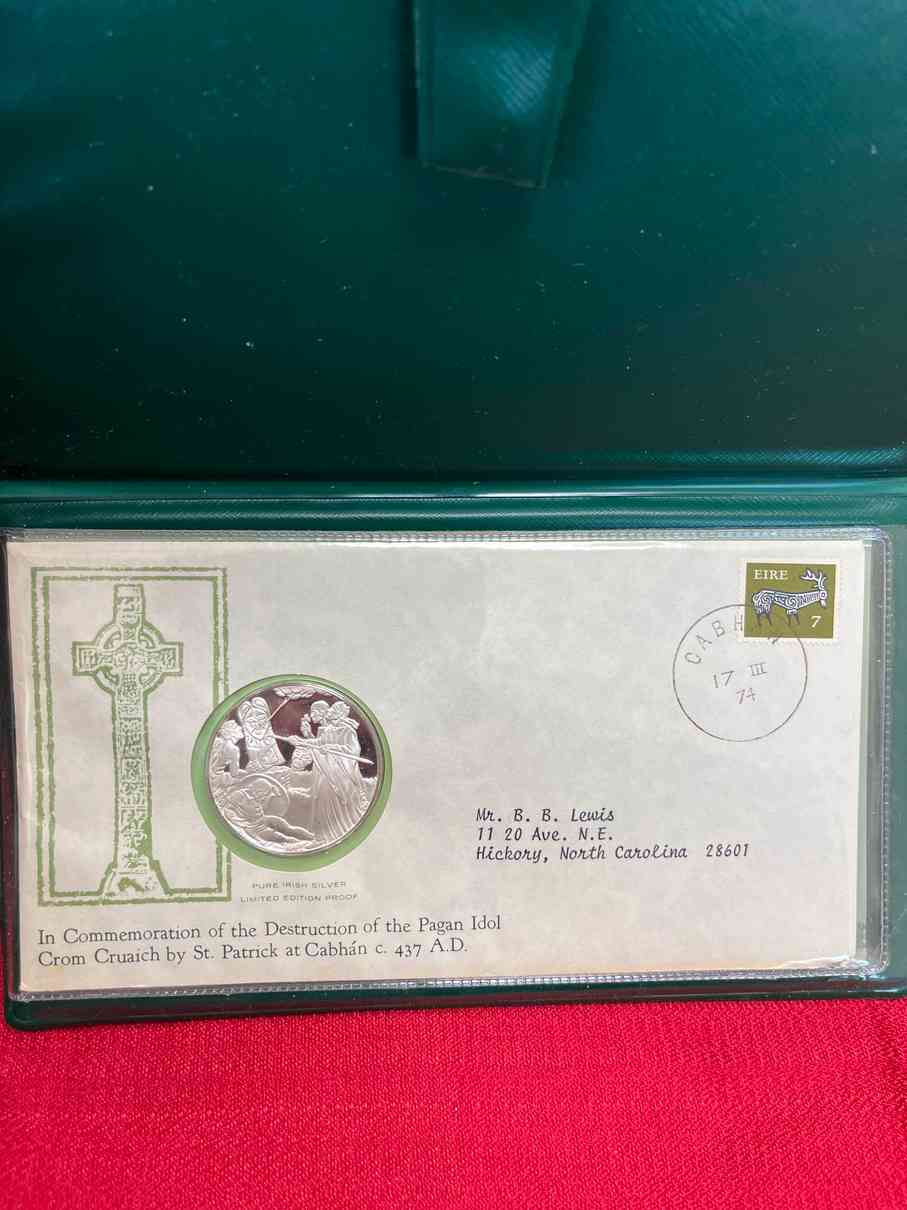 EIRE
7
CABHÁN
17 III
74
Mr. B. B. Lewis
11 20 Ave. N.E.
Hickory, North Carolina 28601
PURE IRISH SILVER
LIMITED EDITION PROOF
In Commemoration of the Destruction of the Pagan Idol
Crom Cruaich by St. Patrick at Cabhán c. 437 A.D.